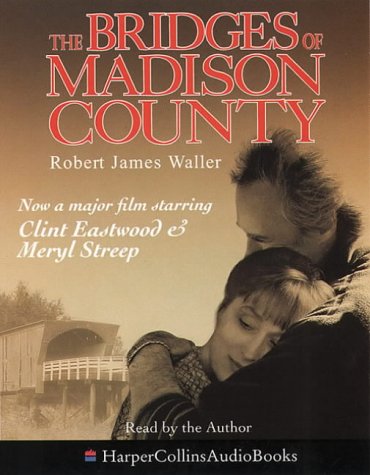 THE BRIDGES OF
MADISON
COUNTY
Robert James Waller
Now a major film starring
Clint Eastwood &
Meryl Streep
Read by the Author
HarperCollinsAudioBooks